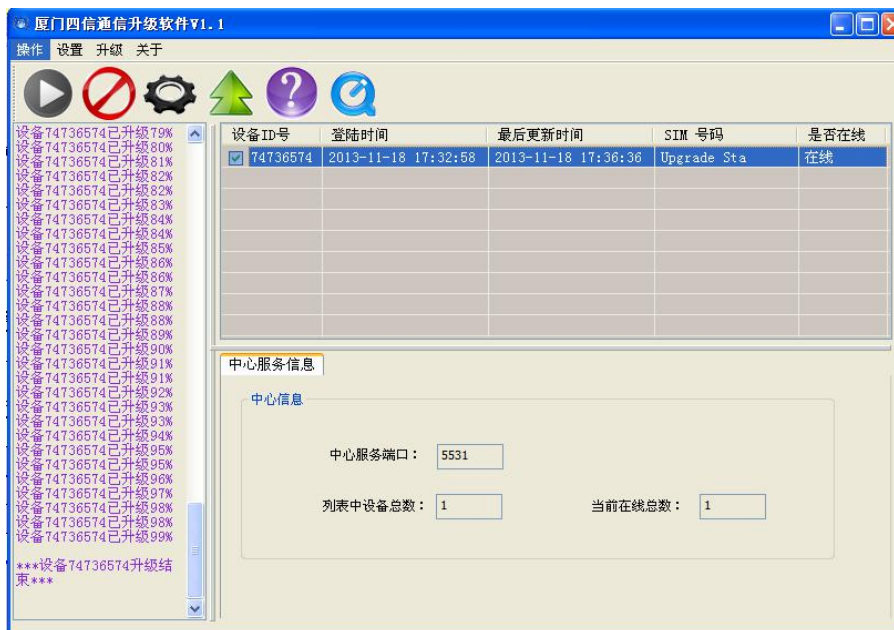 厦门四信通信升级软件V1.1
操作 设置 升级 关于
设备74736574已升级79%
设备74736574已升级80%
设备74736574已升级81%
设备74736574已升级82%
设备74736574已升级82%
设备74736574已升级83%
设备74736574已升级84%
设备74736574已升级84%
设备74736574已升级85%
设备74736574已升级86%
设备74736574已升级86%
设备74736574已升级87%
设备74736574已升级88%
设备74736574已升级88%
设备74736574已升级89%
设备74736574已升级90%
设备74736574已升级91%
设备74736574已升级91%
设备74736574已升级92%
设备74736574已升级93%
设备74736574已升级93%
设备74736574已升级94%
设备74736574已升级95%
设备74736574已升级95%
设备74736574已升级96%
设备74736574已升级97%
设备74736574已升级98%
设备74736574已升级98%
设备74736574已升级99%
***设备74736574升级结
束***
设备ID号 登陆时间 最后更新时间 SIM 号码 是否在线
74736574 2013-11-18 17:32:58 2013-11-18 17:36:36 Upgrade Sta 在线
中心服务信息
中心信息
中心服务端口： 5531
列表中设备总数： 1 当前在线总数： 1